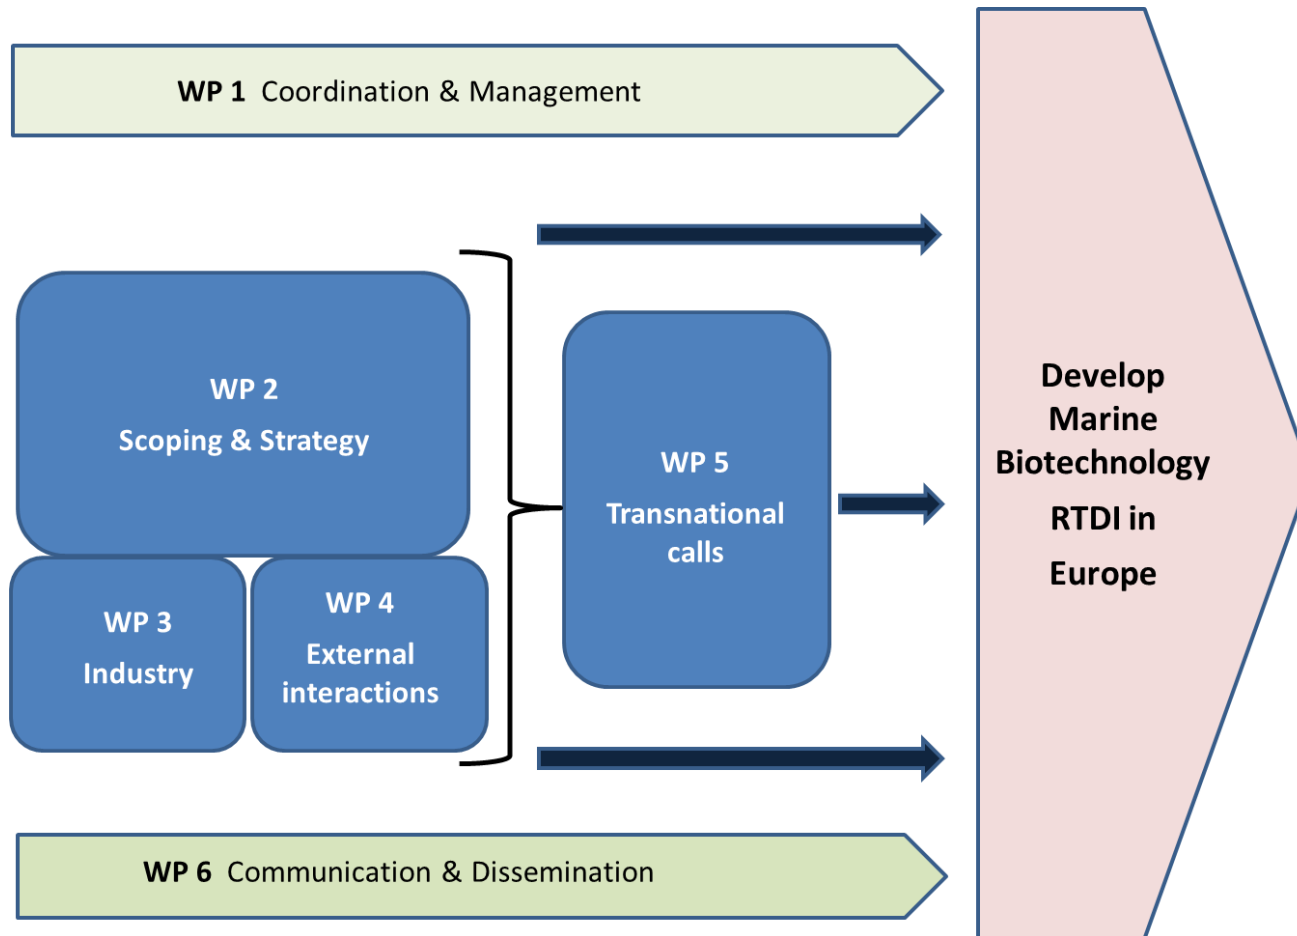 WP 1 Coordination & Management
WP 2
Scoping & Strategy
WP 3
Industry
WP 4
External
interactions
WP 5
Transnational
calls
Develop
Marine
Biotechnology
RTDI in
Europe
WP 6 Communication & Dissemination